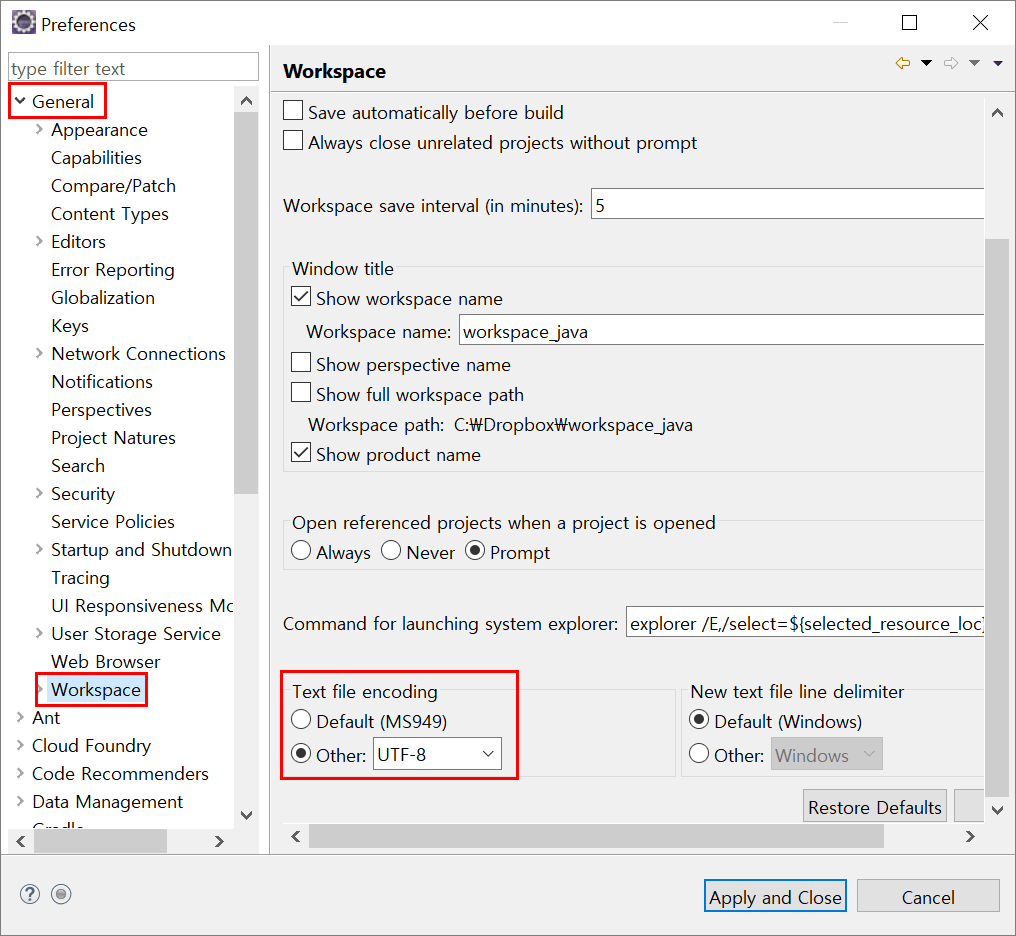 Preferences
type filter text
General
Appearance
Capabilities
Compare/Patch
Content Types
Editors
Error Reporting
Globalization
Keys
Network Connections
Notifications
Perspectives
Project Natures
Search
Security
Service Policies
Startup and Shutdown
Tracing
UI Responsiveness Mo
User Storage Service
Web Browser
Workspace
Ant
Cloud Foundry
Code Recommenders
Data Management
Workspace
Save automatically before build
Always close unrelated projects without prompt
Workspace save interval (in minutes): 5
Window title
Show workspace name
Workspace name: workspace_java
Show perspective name
Show full workspace path
Workspace path: C:₩Dropbox₩workspace_java
Show product name
Open referenced projects when a project is opened
Always Never Prompt
Command for launching system explorer: explorer /E,/select=${selected_resource_loc}
Text file encoding
Default (MS949)
Other: UTF-8
New text file line delimiter
Default (Windows)
Other: Windows
Restore Defaults
?
Apply and Close Cancel